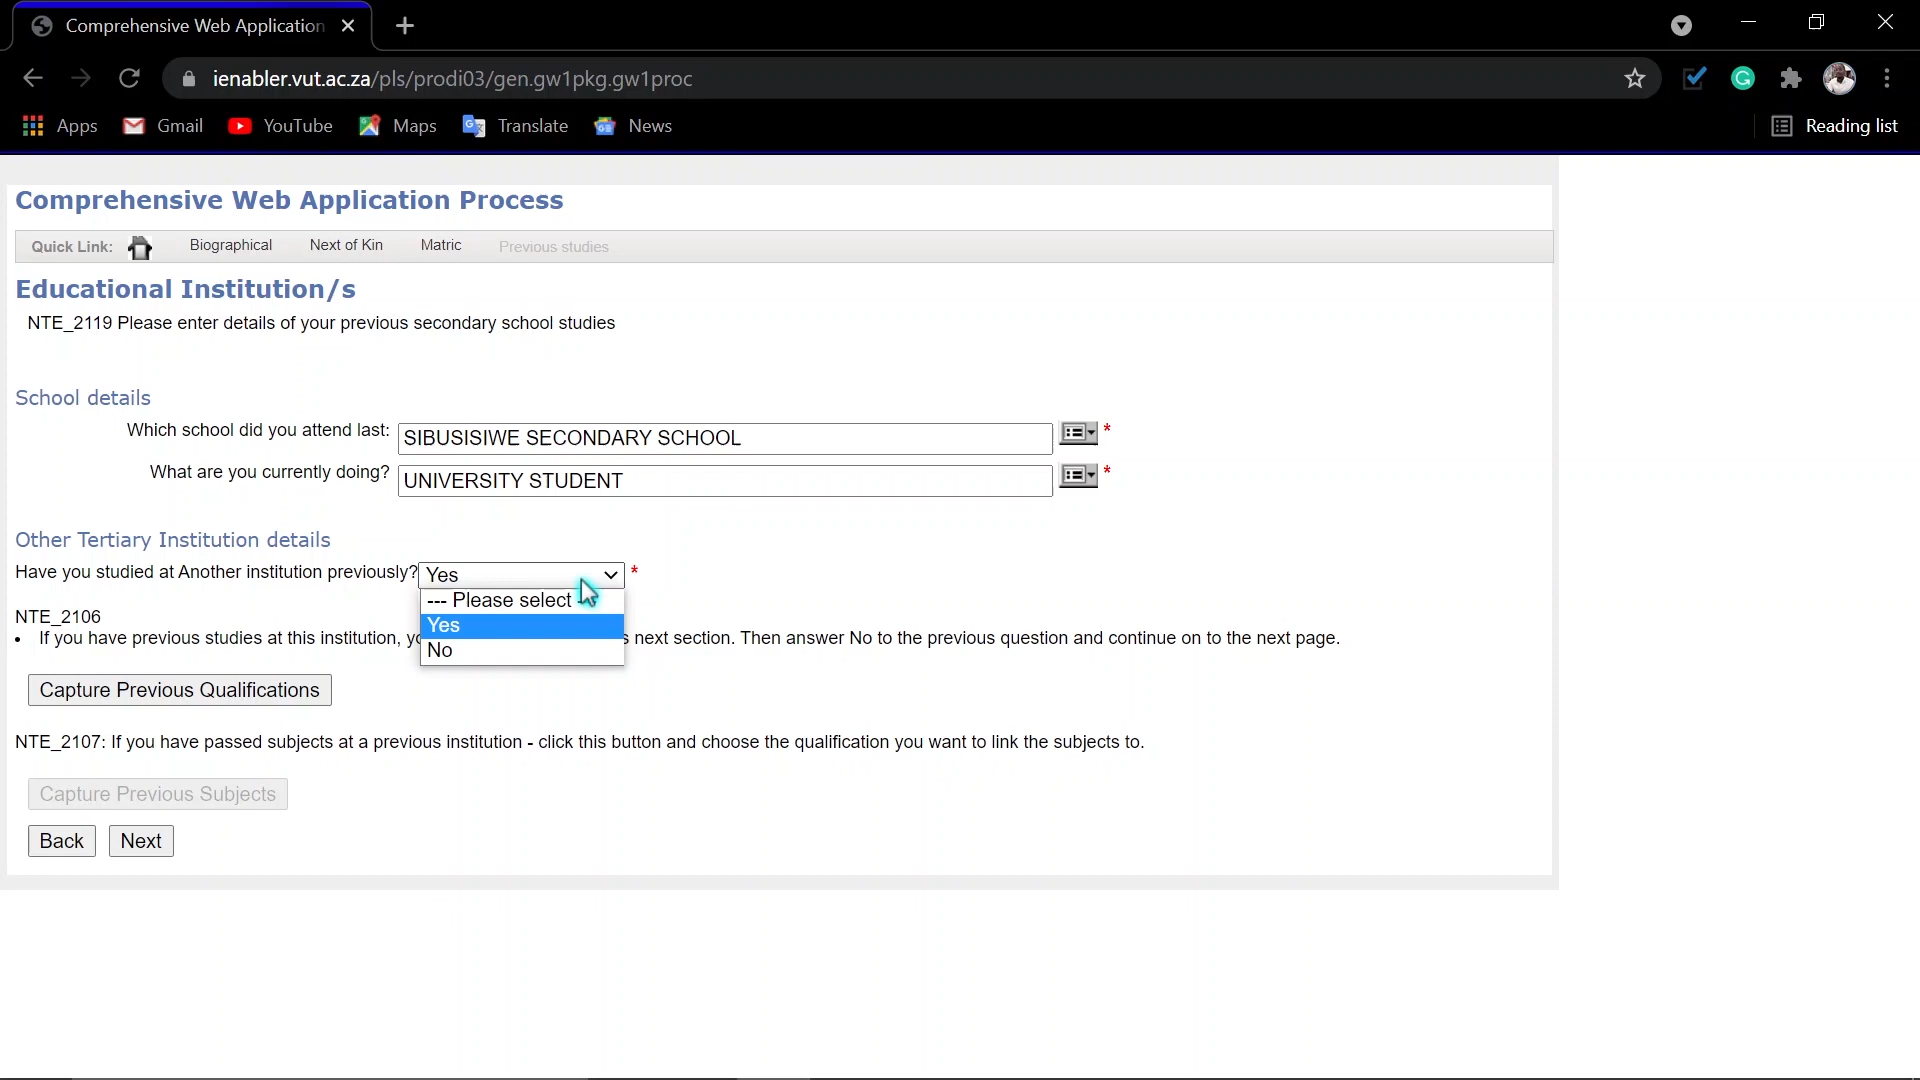 Comprehensive Web Application
ienabler.vut.ac.za/pls/prodi03/gen.gw1pkg.gw1proc
Apps Gmail YouTube Maps Translate News Reading list
Comprehensive Web Application Process
Quick Link: Biographical Next of Kin Matric Previous studies
Educational Institution/s
NTE_2119 Please enter details of your previous secondary school studies
School details
Which school did you attend last: SIBUSISIWE SECONDARY SCHOOL *
What are you currently doing? UNIVERSITY STUDENT *
Other Tertiary Institution details
Have you studied at Another institution previously? Yes *
--- Please select -
Yes
No
NTE_2106
• If you have previous studies at this institution, next section. Then answer No to the previous question and continue on to the next page.
Capture Previous Qualifications
NTE_2107: If you have passed subjects at a previous institution - click this button and choose the qualification you want to link the subjects to.
Capture Previous Subjects
Back Next